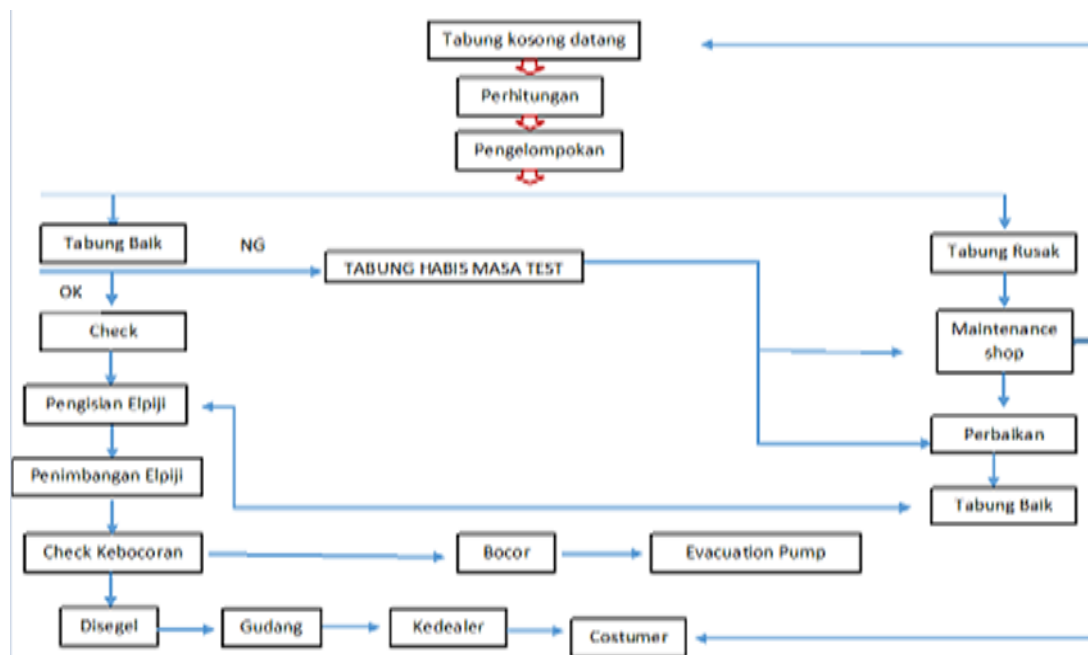 Tabung kosong datang
Perhitungan
Pengelompokan
Tabung Baik
NG
TABUNG HABIS MASA TEST
Tabung Rusak
OK
Check
Maintenance
shop
Pengisian Elpiji
Perbaikan
Penimbangan Elpiji
Tabung Baik
Check Kebocoran
Bocor
Evacuation Pump
Disegel
Gudang
Kedealer
Costumer